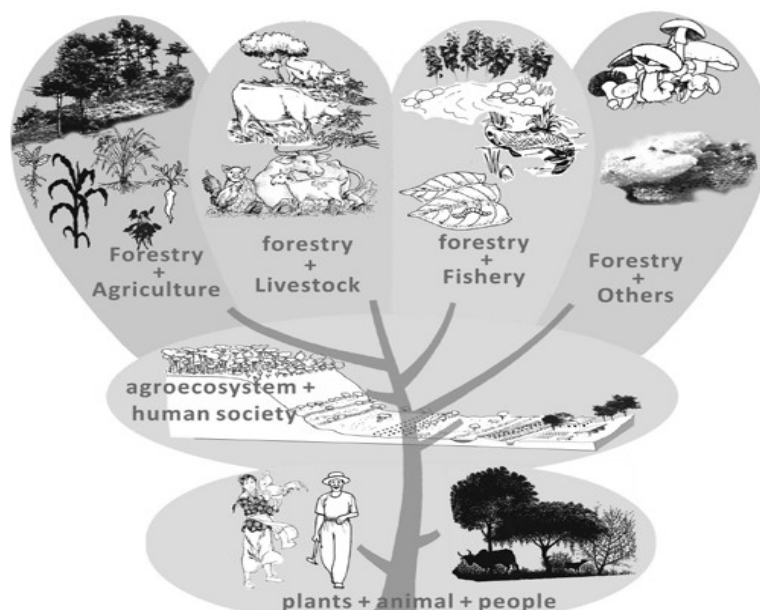 Forestry
+
Agriculture
forestry
+
Livestock
forestry
+
Fishery
Forestry
+
Others
agroecosystem +
human society
plants + animal + people